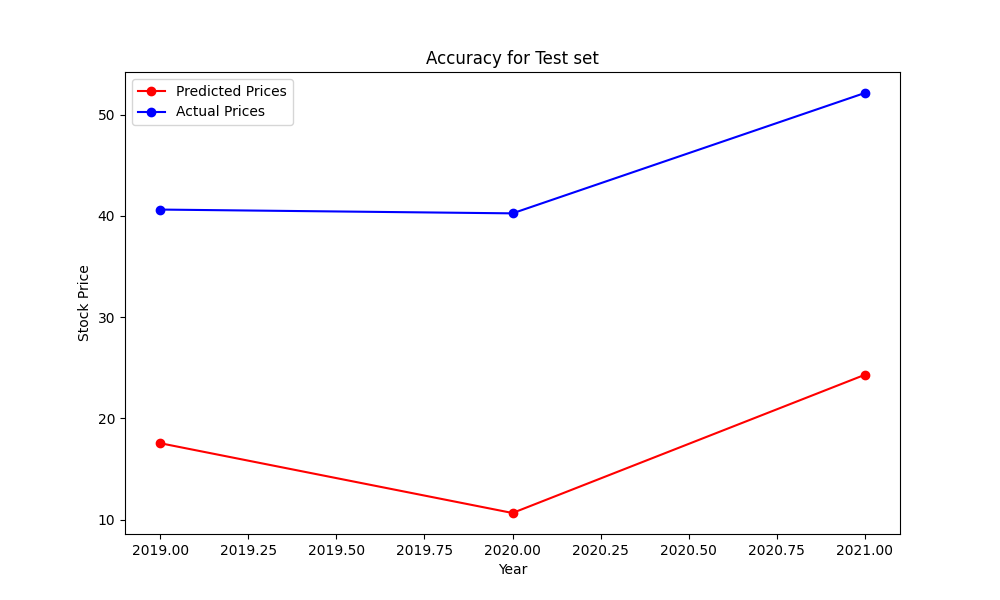 Accuracy for Test set
Predicted Prices
Actual Prices
50
40
30
20
10
Stock Price
2019.00 2019.25 2019.50 2019.75 2020.00 2020.25 2020.50 2020.75 2021.00
Year